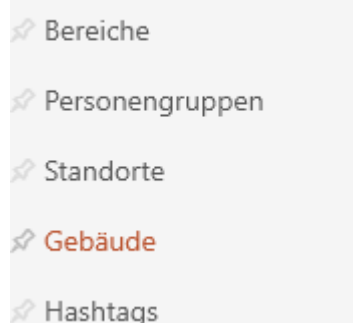 Bereiche
Personengruppen
Standorte
Gebäude
Hashtags